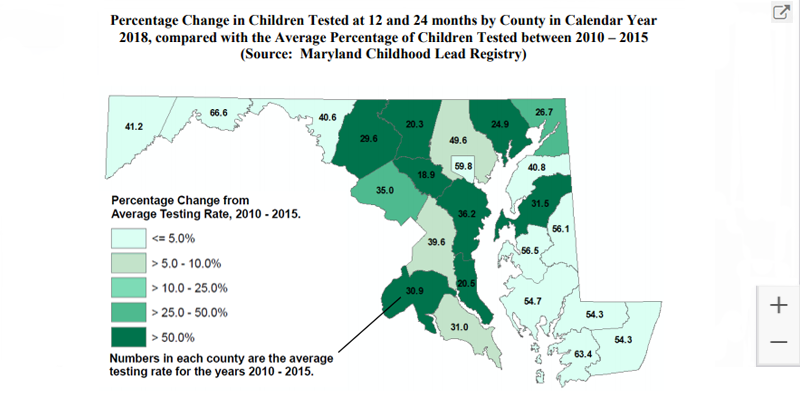 Percentage Change in Children Tested at 12 and 24 months by County in Calendar Year
2018, compared with the Average Percentage of Children Tested between 2010 – 2015
(Source: Maryland Childhood Lead Registry)
41.2
66.6
40.6
29.6
20.3
49.6
59.8
24.9
26.7
40.8
18.9
35.0
36.2
31.5
56.1
39.6
56.5
30.9
20.5
31.0
54.7
54.3
54.3
63.4
Percentage Change from
Average Testing Rate, 2010 - 2015.
<= 5.0%
> 5.0 - 10.0%
> 10.0 - 25.0%
> 25.0 - 50.0%
> 50.0%
Numbers in each county are the average
testing rate for the years 2010 - 2015.